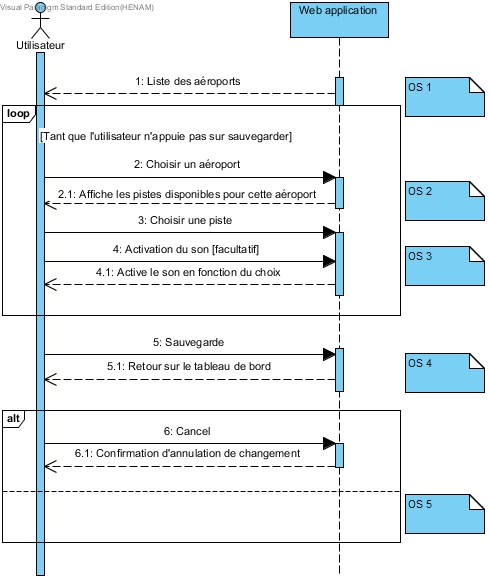 Visual Paradigm Standard Edition(HENAM)
Web application
Utilisateur
1: Liste des aéroports
OS 1
loop
[Tant que l'utilisateur n'appuie pas sur sauvegarder]
2: Choisir un aéroport
2.1: Affiche les pistes disponibles pour cette aéroport
OS 2
3: Choisir une piste
4: Activation du son [facultatif]
OS 3
4.1: Active le son en fonction du choix
5: Sauvegarde
5.1: Retour sur le tableau de bord
OS 4
alt
6: Cancel
6.1: Confirmation d'annulation de changement
OS 5